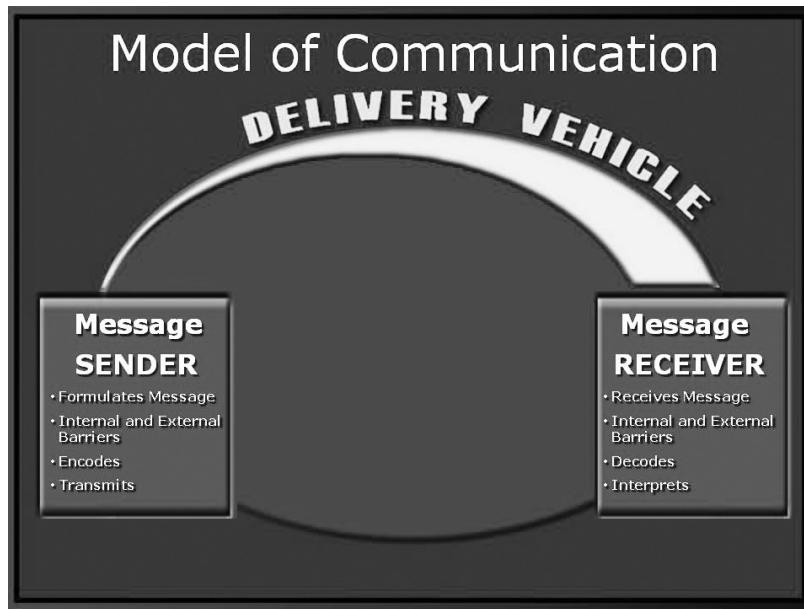 Model of Communication
DELIVERY VEHICLE
Message
SENDER
• Formulates Message
• Internal and External
Barriers
• Encodes
• Transmits
Message
RECEIVER
• Receives Message
• Internal and External
Barriers
• Decodes
• Interprets